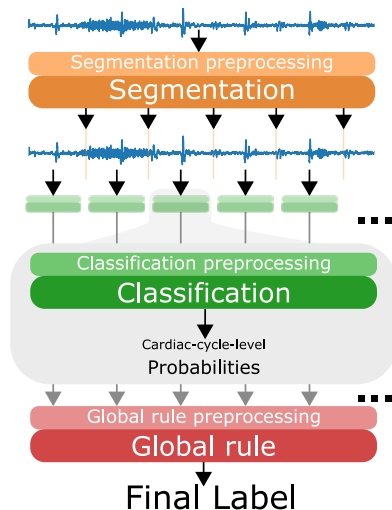 Segmentation preprocessing
Segmentation
Classification preprocessing
Classification
Cardiac-cycle-level
Probabilities
Global rule preprocessing
Global rule
Final Label